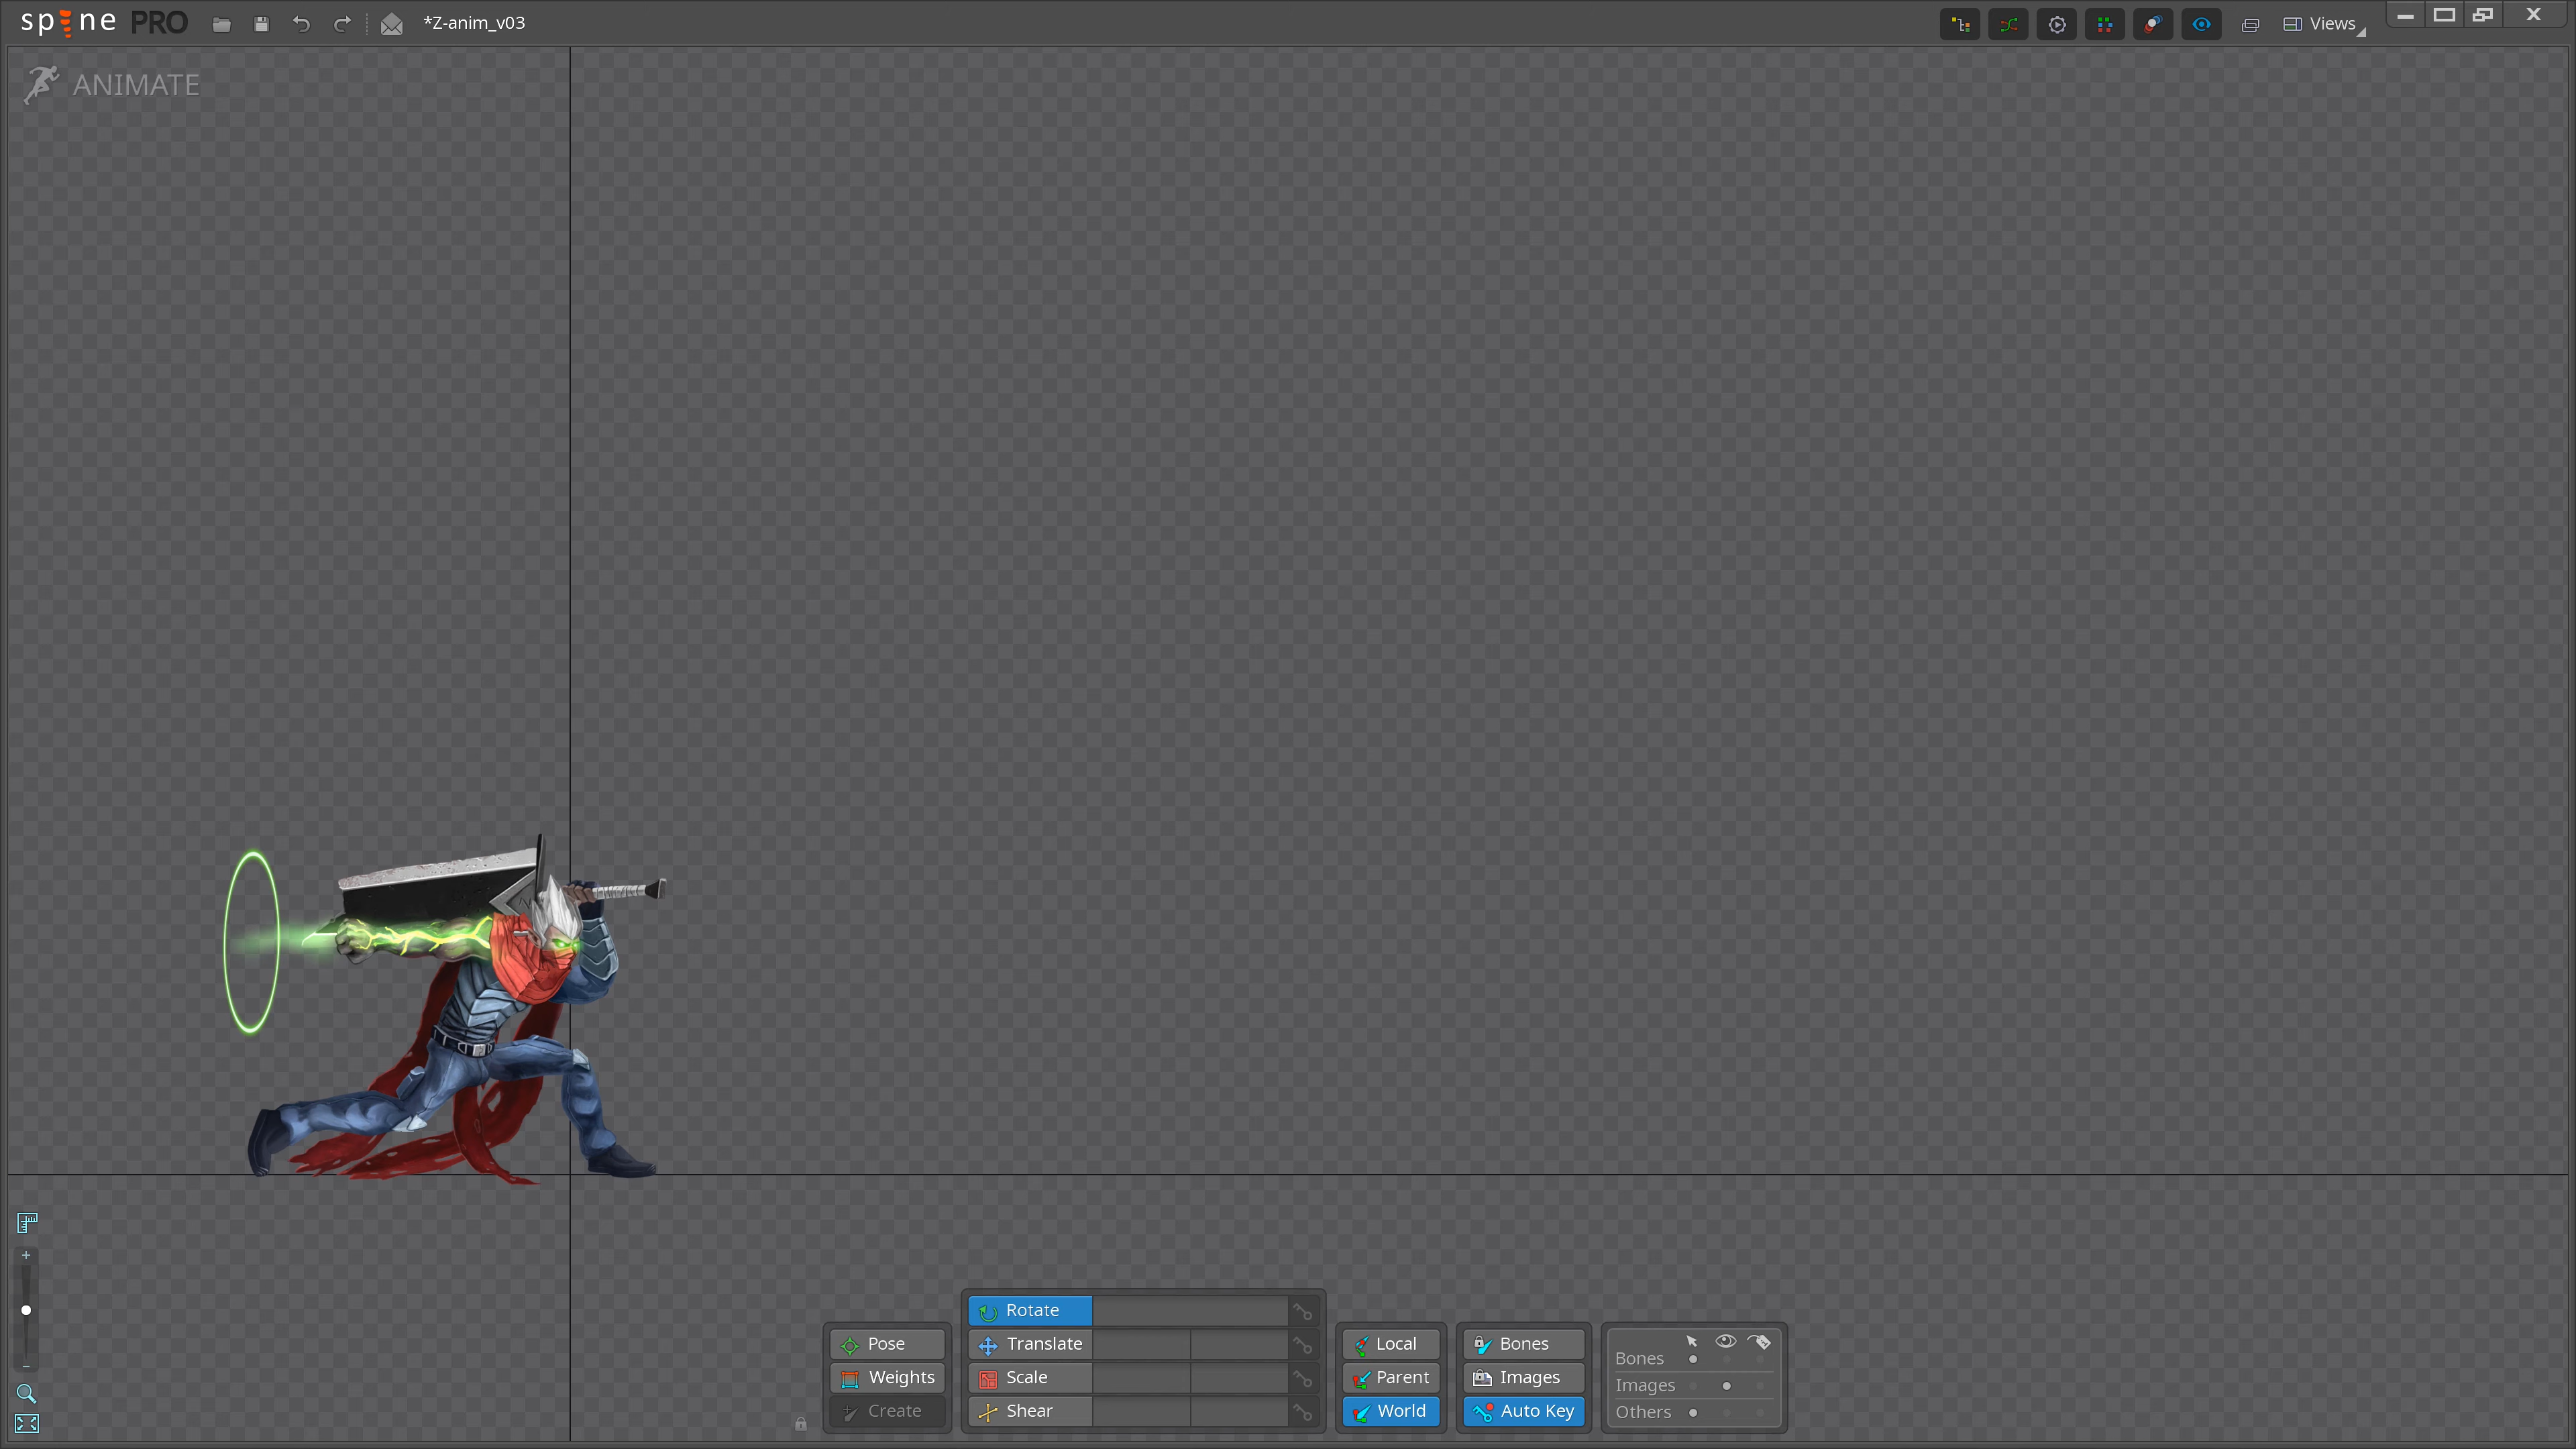 spine PRO *Z-anim_v03 Views
ANIMATE
Rotate
Pose Translate Local Bones
Weights Scale Parent Images
Create Shear World Auto Key
Bones
Images
Others